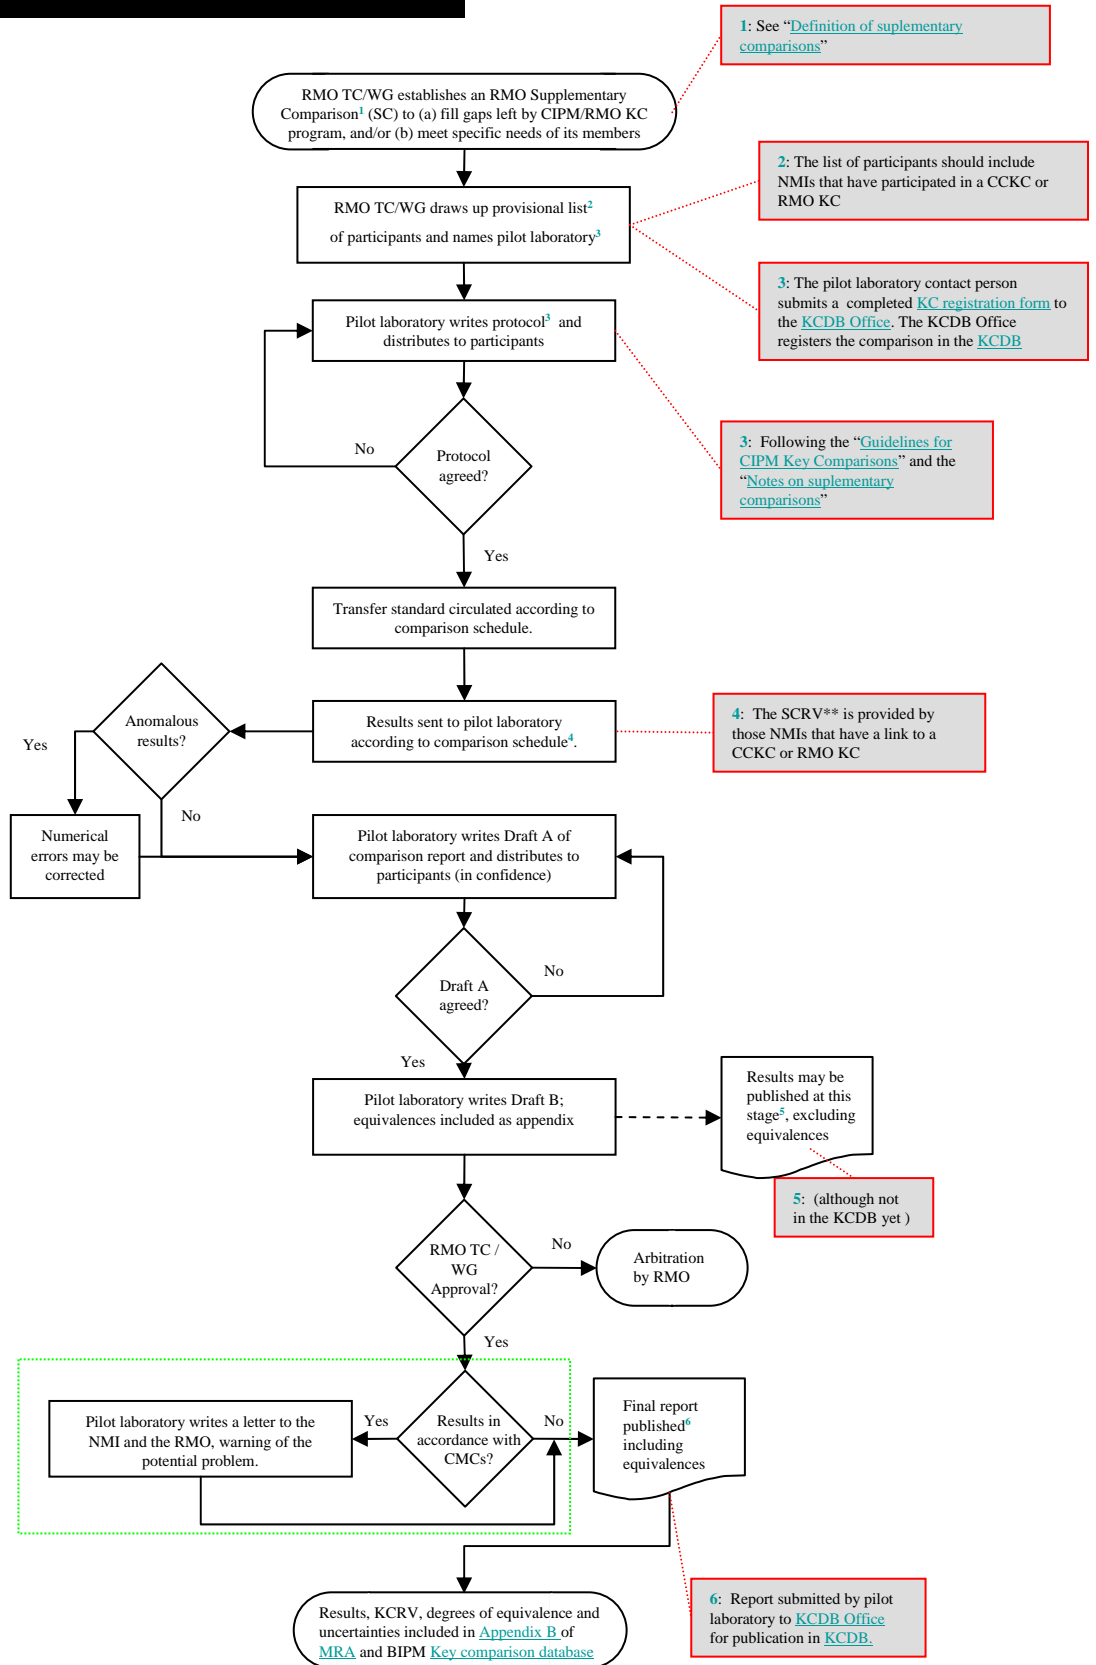 1: See “Definition of suplementary
comparisons”
RMO TC/WG establishes an RMO Supplementary
Comparison1 (SC) to (a) fill gaps left by CIPM/RMO KC
program, and/or (b) meet specific needs of its members
2: The list of participants should include
NMIs that have participated in a CCKC or
RMO KC
RMO TC/WG draws up provisional list2
of participants and names pilot laboratory3
3: The pilot laboratory contact person
submits a completed KC registration form to
the KCDB Office. The KCDB Office
registers the comparison in the KCDB
Pilot laboratory writes protocol3 and
distributes to participants
3: Following the “Guidelines for
CIPM Key Comparisons” and the
“Notes on suplementary
comparisons”
No
Protocol
agreed?
Yes
Transfer standard circulated according to
comparison schedule.
Anomalous
results?
Yes
No
Results sent to pilot laboratory
according to comparison schedule4.
4: The SCRV** is provided by
those NMIs that have a link to a
CCKC or RMO KC
Numerical
errors may be
corrected
Pilot laboratory writes Draft A of
comparison report and distributes to
participants (in confidence)
Draft A
agreed?
No
Yes
Pilot laboratory writes Draft B;
equivalences included as appendix
Results may be
published at this
stage5, excluding
equivalences
5: (although not
in the KCDB yet )
RMO TC /
WG
Approval?
No
Arbitration
by RMO
Yes
Pilot laboratory writes a letter to the
NMI and the RMO, warning of the
potential problem.
Yes
Results in
accordance with
CMCs?
No
Final report
published6
including
equivalences
6: Report submitted by pilot
laboratory to KCDB Office
for publication in KCDB.
Results, KCRV, degrees of equivalence and
uncertainties included in Appendix B of
MRA and BIPM Key comparison database